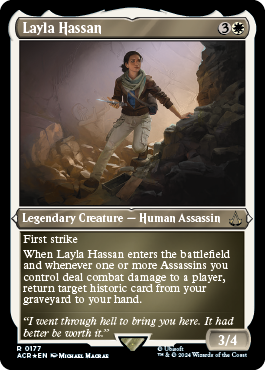 Layla Hassan 3
Legendary Creature — Human Assassin
First strike
When Layla Hassan enters the battlefield
and whenever one or more Assassins you
control deal combat damage to a player,
return target historic card from your
graveyard to your hand.
“I went through hell to bring you here. It had
better be worth it.”
R 0177
ACR★EN Michael MacRae
© Ubisoft
™ & © 2024 Wizards of the Coast
3/4